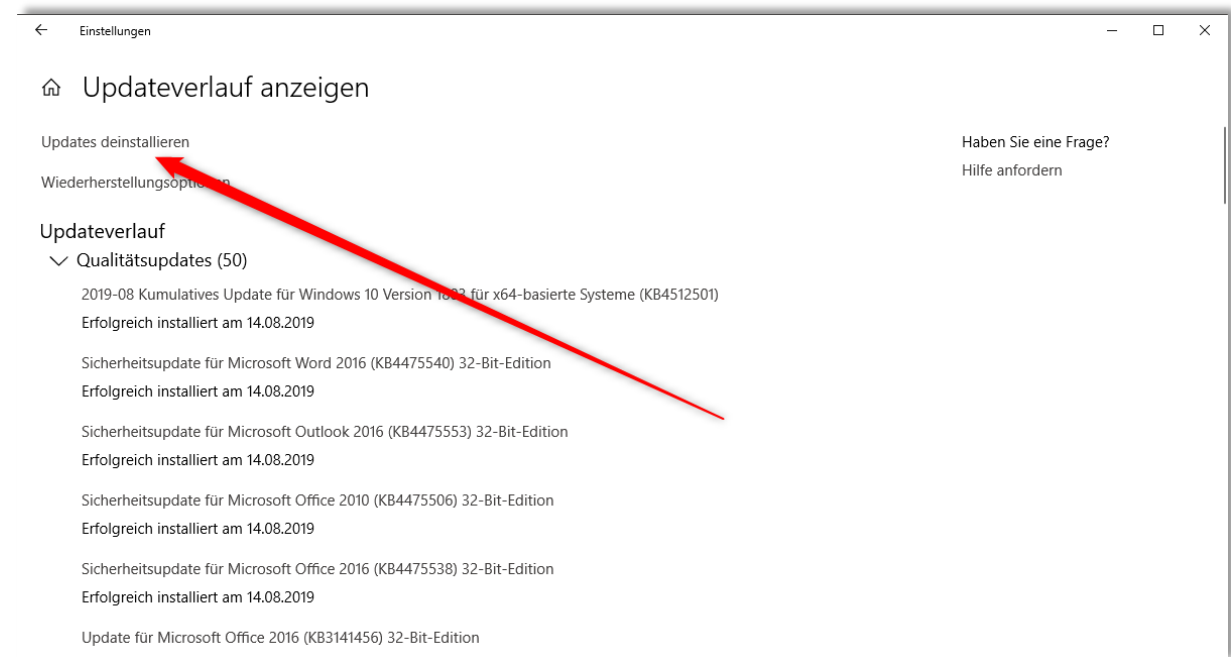 Einstellungen
Updateverlauf anzeigen
Updates deinstallieren
Wiederherstellungsoptionen
Haben Sie eine Frage?
Hilfe anfordern
Updateverlauf
Qualitätsupdates (50)
2019-08 Kumulatives Update für Windows 10 Version 1803 für x64-basierte Systeme (KB4512501)
Erfolgreich installiert am 14.08.2019
Sicherheitsupdate für Microsoft Word 2016 (KB4475540) 32-Bit-Edition
Erfolgreich installiert am 14.08.2019
Sicherheitsupdate für Microsoft Outlook 2016 (KB4475553) 32-Bit-Edition
Erfolgreich installiert am 14.08.2019
Sicherheitsupdate für Microsoft Office 2010 (KB4475506) 32-Bit-Edition
Erfolgreich installiert am 14.08.2019
Sicherheitsupdate für Microsoft Office 2016 (KB4475538) 32-Bit-Edition
Erfolgreich installiert am 14.08.2019
Update für Microsoft Office 2016 (KB3141456) 32-Bit-Edition